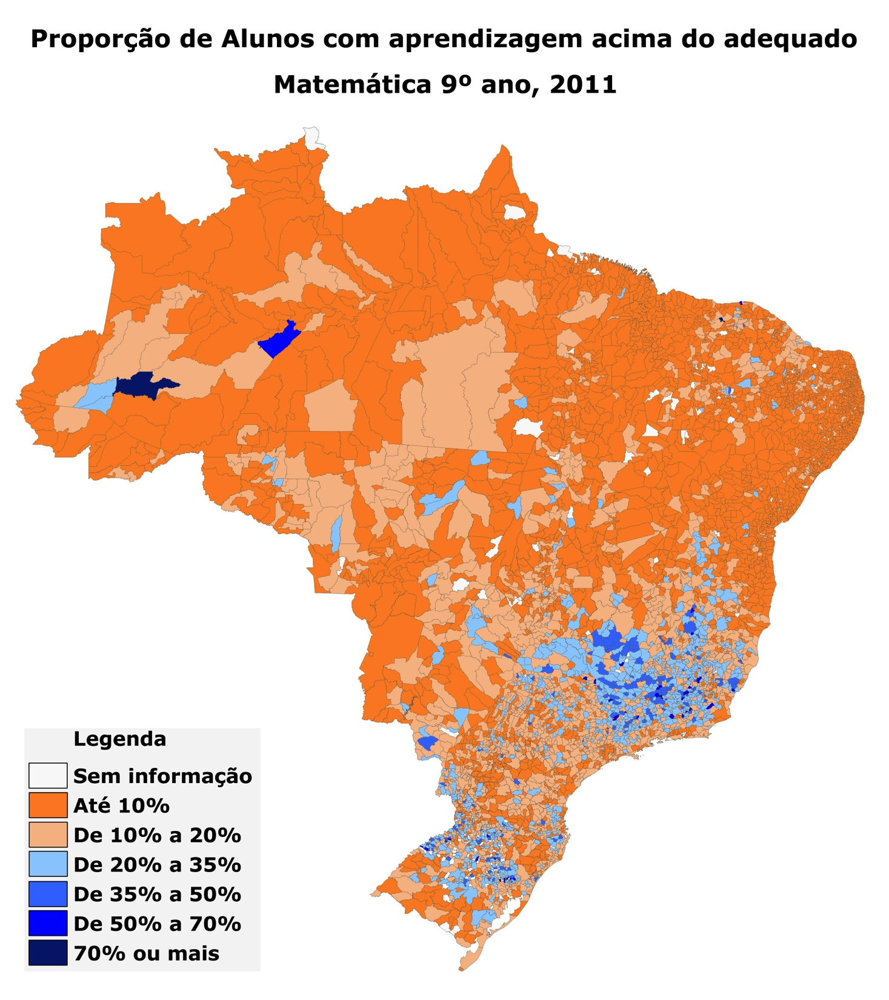 Proporção de Alunos com aprendizagem acima do adequado
Matemática 9º ano, 2011
Legenda
Sem informação
Até 10%
De 10% a 20%
De 20% a 35%
De 35% a 50%
De 50% a 70%
70% ou mais